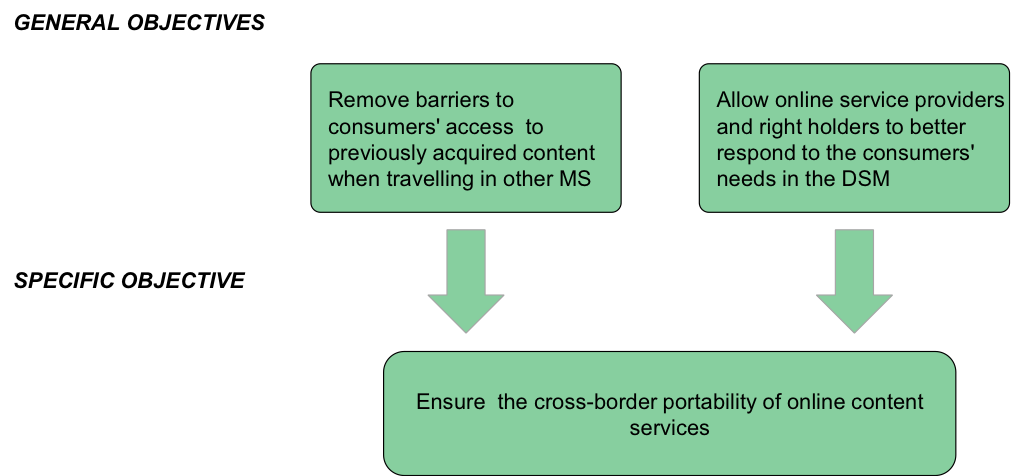 GENERAL OBJECTIVES
Remove barriers to
consumers' access  to
previously acquired content
when travelling in other MS
Allow online service providers
and right holders to better
respond to the consumers'
needs in the DSM
SPECIFIC OBJECTIVE
Ensure  the cross-border portability of online content
services